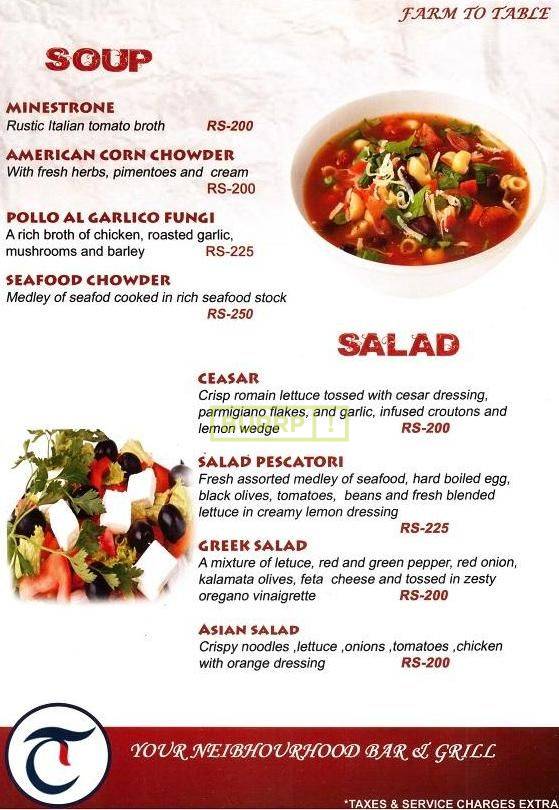 FARM TO TABLE
SOUP
MINESTRONE
Rustic Italian tomato broth RS-200
AMERICAN CORN CHOWDER
With fresh herbs, pimentoes and cream
RS-200
POLLO AL GARLICO FUNGI
A rich broth of chicken, roasted garlic,
mushrooms and barley RS-225
SEAFOOD CHOWDER
Medley of seafod cooked in rich seafood stock
RS-250
SALAD
CEASAR
Crisp romain lettuce tossed with cesar dressing,
parmigiano flakes, and garlic, infused croutons and
lemon wedge RS-200
BURRP!
SALAD PESCATORI
Fresh assorted medley of seafood, hard boiled egg,
black olives, tomatoes, beans and fresh blended
lettuce in creamy lemon dressing
RS-225
GREEK SALAD
A mixture of letuce, red and green pepper, red onion,
kalamata olives, feta cheese and tossed in zesty
oregano vinaigrette RS-200
ASIAN SALAD
Crispy noodles ,lettuce ,onions ,tomatoes ,chicken
with orange dressing RS-200
YOUR NEIBHOURHOOD BAR & GRILL
*TAXES & SERVICE CHARGES EXTRA